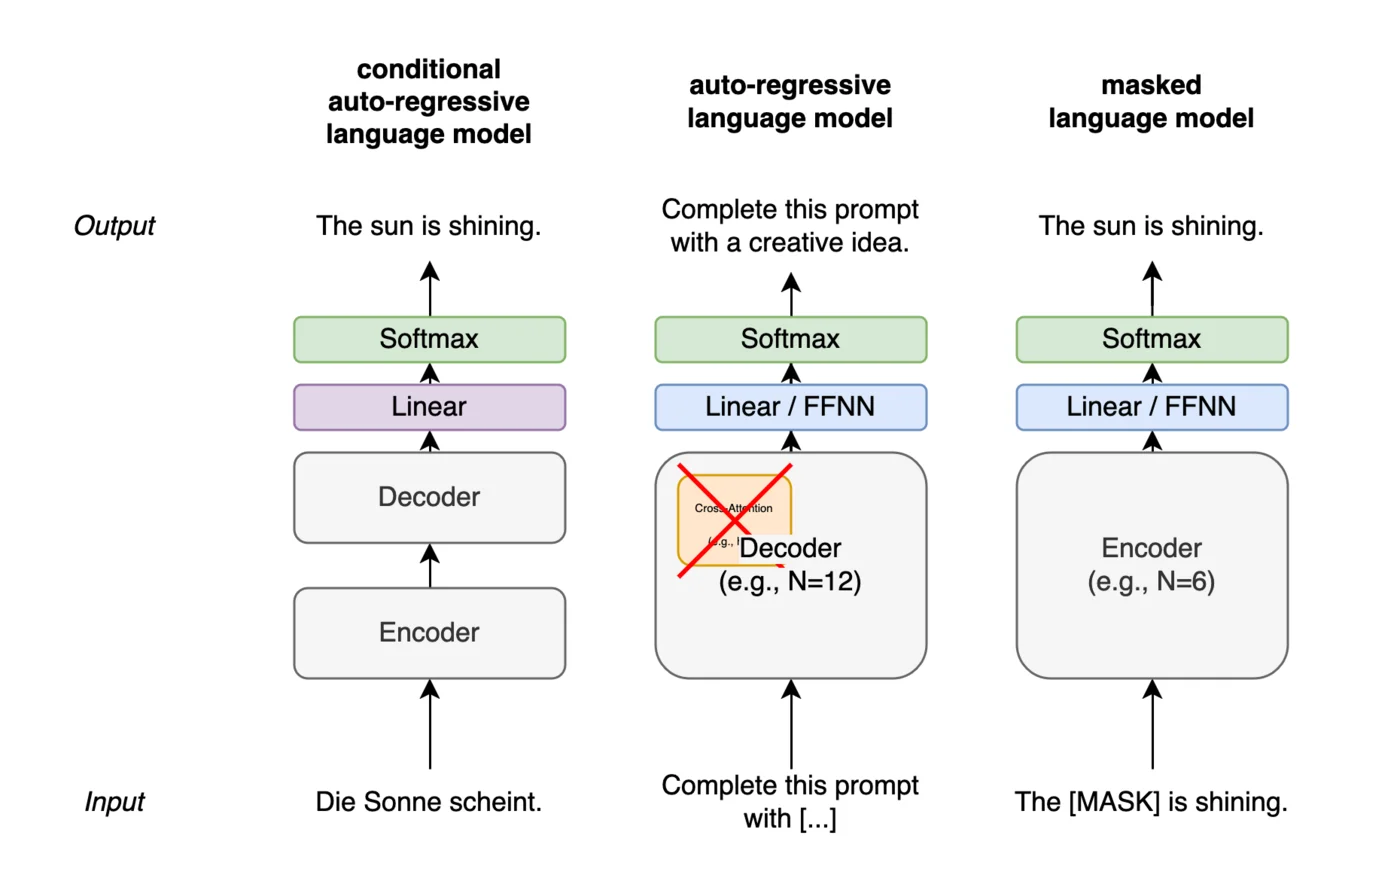 conditional
auto-regressive
language model
auto-regressive
language model
masked
language model
Output
The sun is shining.
Complete this prompt
with a creative idea.
The sun is shining.
Softmax
Softmax
Softmax
Linear
Linear / FFNN
Linear / FFNN
Decoder
Cross-Attention
(e.g.,
Decoder
(e.g., N=12)
Encoder
(e.g., N=6)
Encoder
Input
Die Sonne scheint.
Complete this prompt
with [...]
The [MASK] is shining.